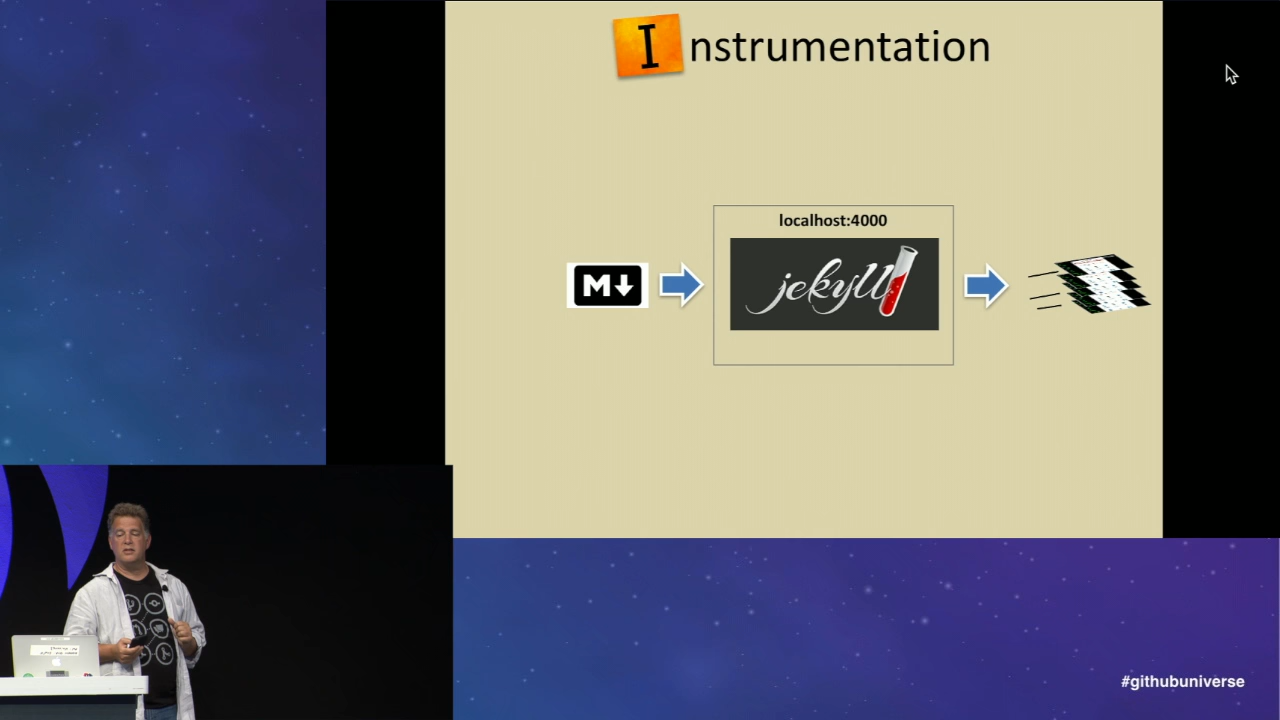 Instrumentation
localhost:4000
M
jekyll
#githubuniverse